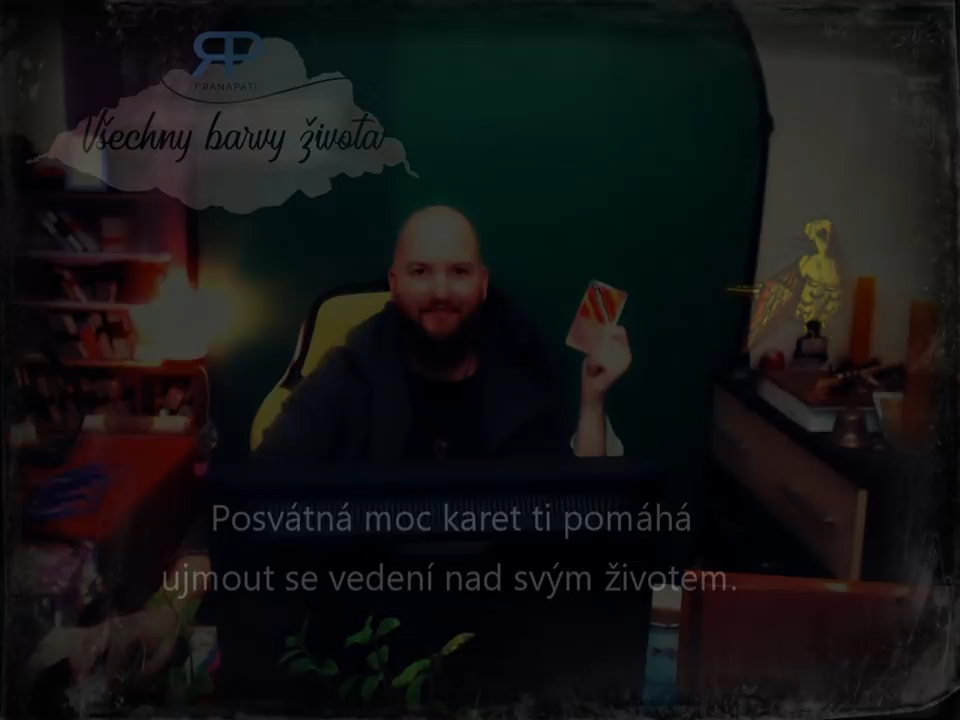 PRANAPATI
Všechny barvy života
Posvátná moc karet ti pomáhá
ujmout se vedení nad svým životem.